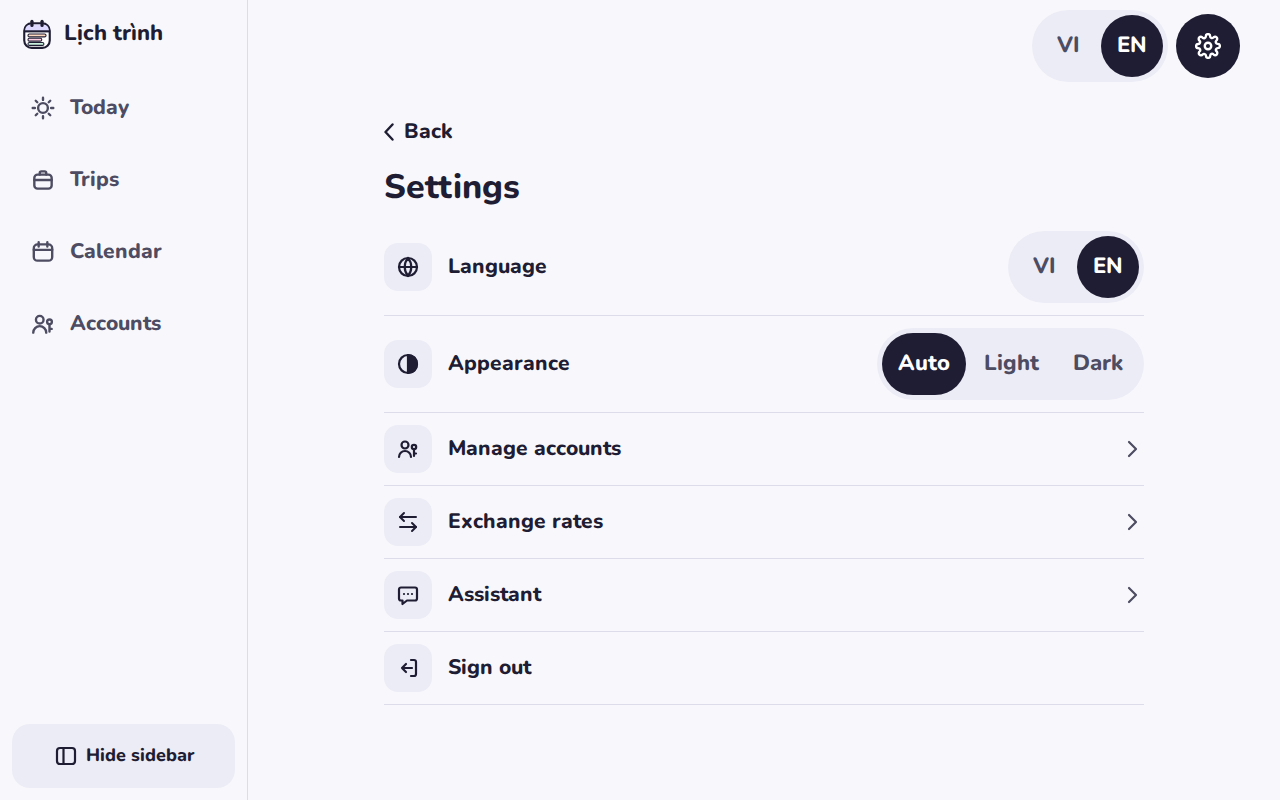 Lịch trình
Today
Trips
Calendar
Accounts
Hide sidebar
VI EN
Back
Settings
Language VI EN
Appearance Auto Light Dark
Manage accounts
Exchange rates
Assistant
Sign out